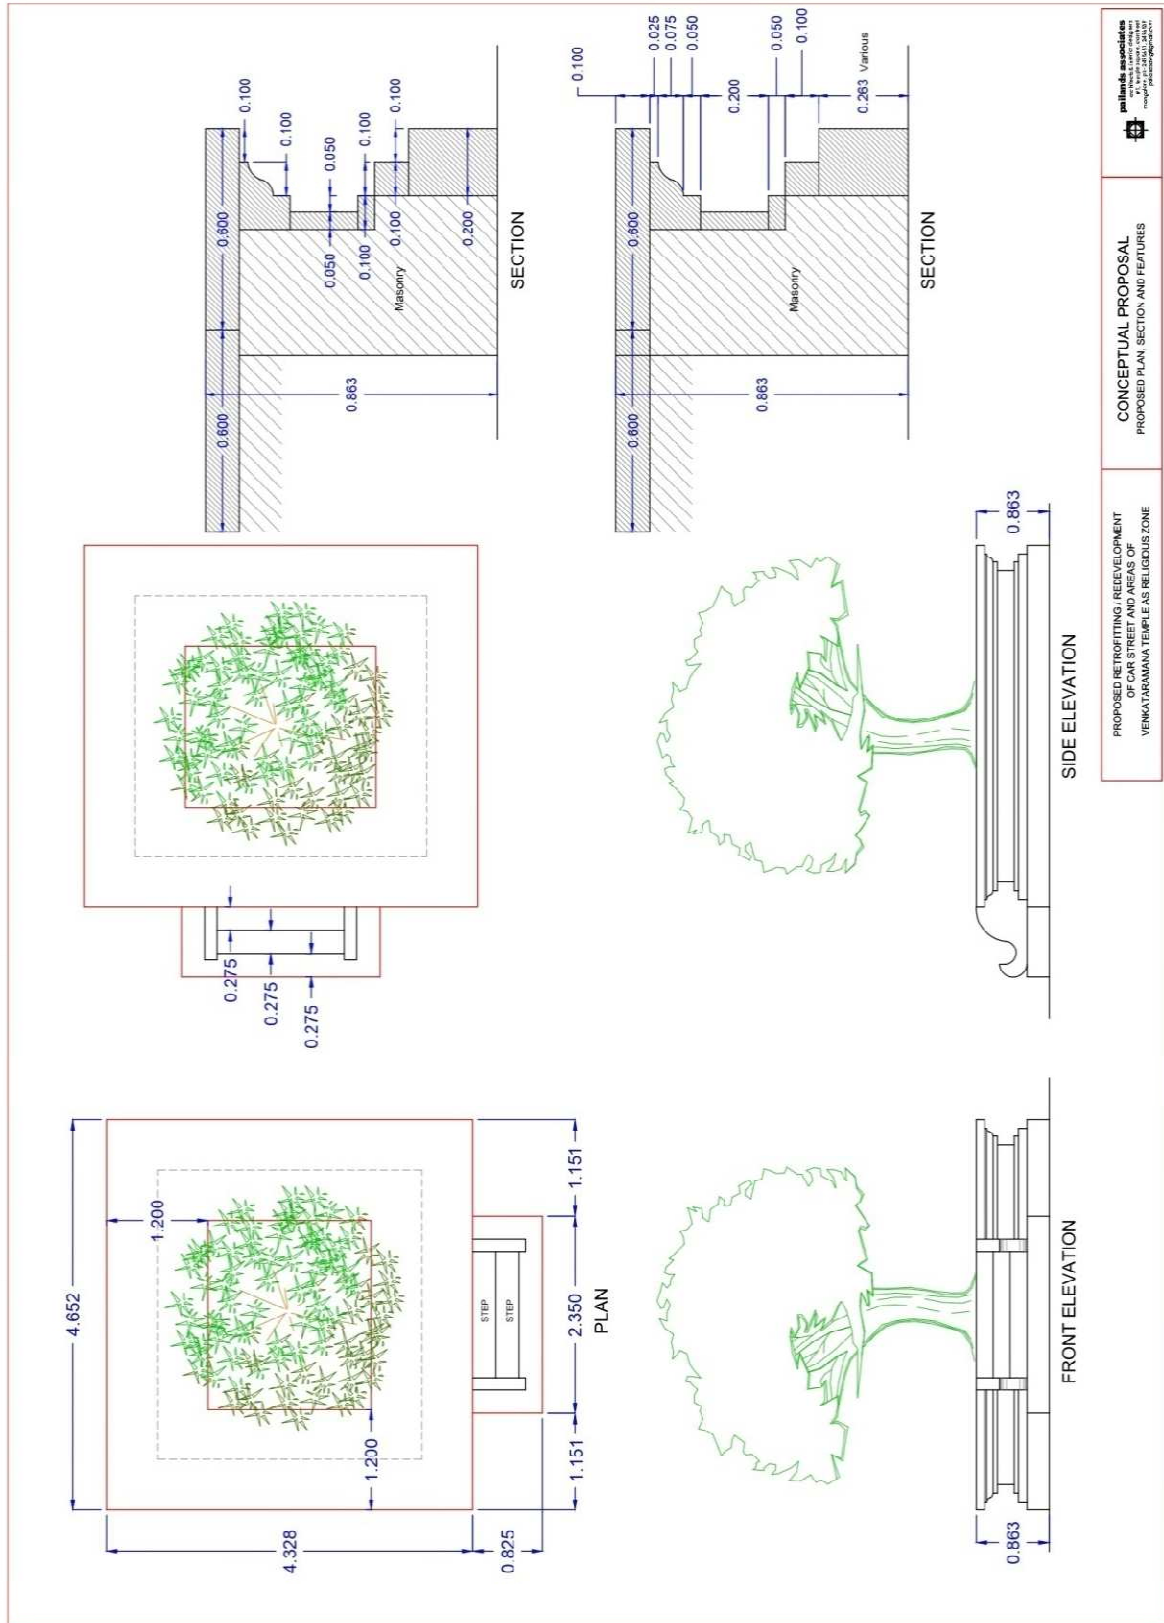 4.652
4.328
0.825
1.200
1.200
STEP
STEP
1.151
2.350
1.151
PLAN
0.275
0.275
0.275
0.600
0.600
0.863
0.100
0.100
0.050
0.100
0.100
0.050
0.100
0.100
0.200
Masonry
SECTION
0.863
FRONT ELEVATION
0.863
SIDE ELEVATION
0.100
0.025
0.075
0.050
0.200
0.050
0.100
0.263 Various
0.600
0.600
0.863
Masonry
SECTION
PROPOSED RETROFITTING / REDEVELOPMENT
OF CAR STREET AND AREAS OF
VENKATARAMANA TEMPLE AS RELIGIOUS ZONE
CONCEPTUAL PROPOSAL
PROPOSED PLAN, SECTION AND FEATURES
pallands associates